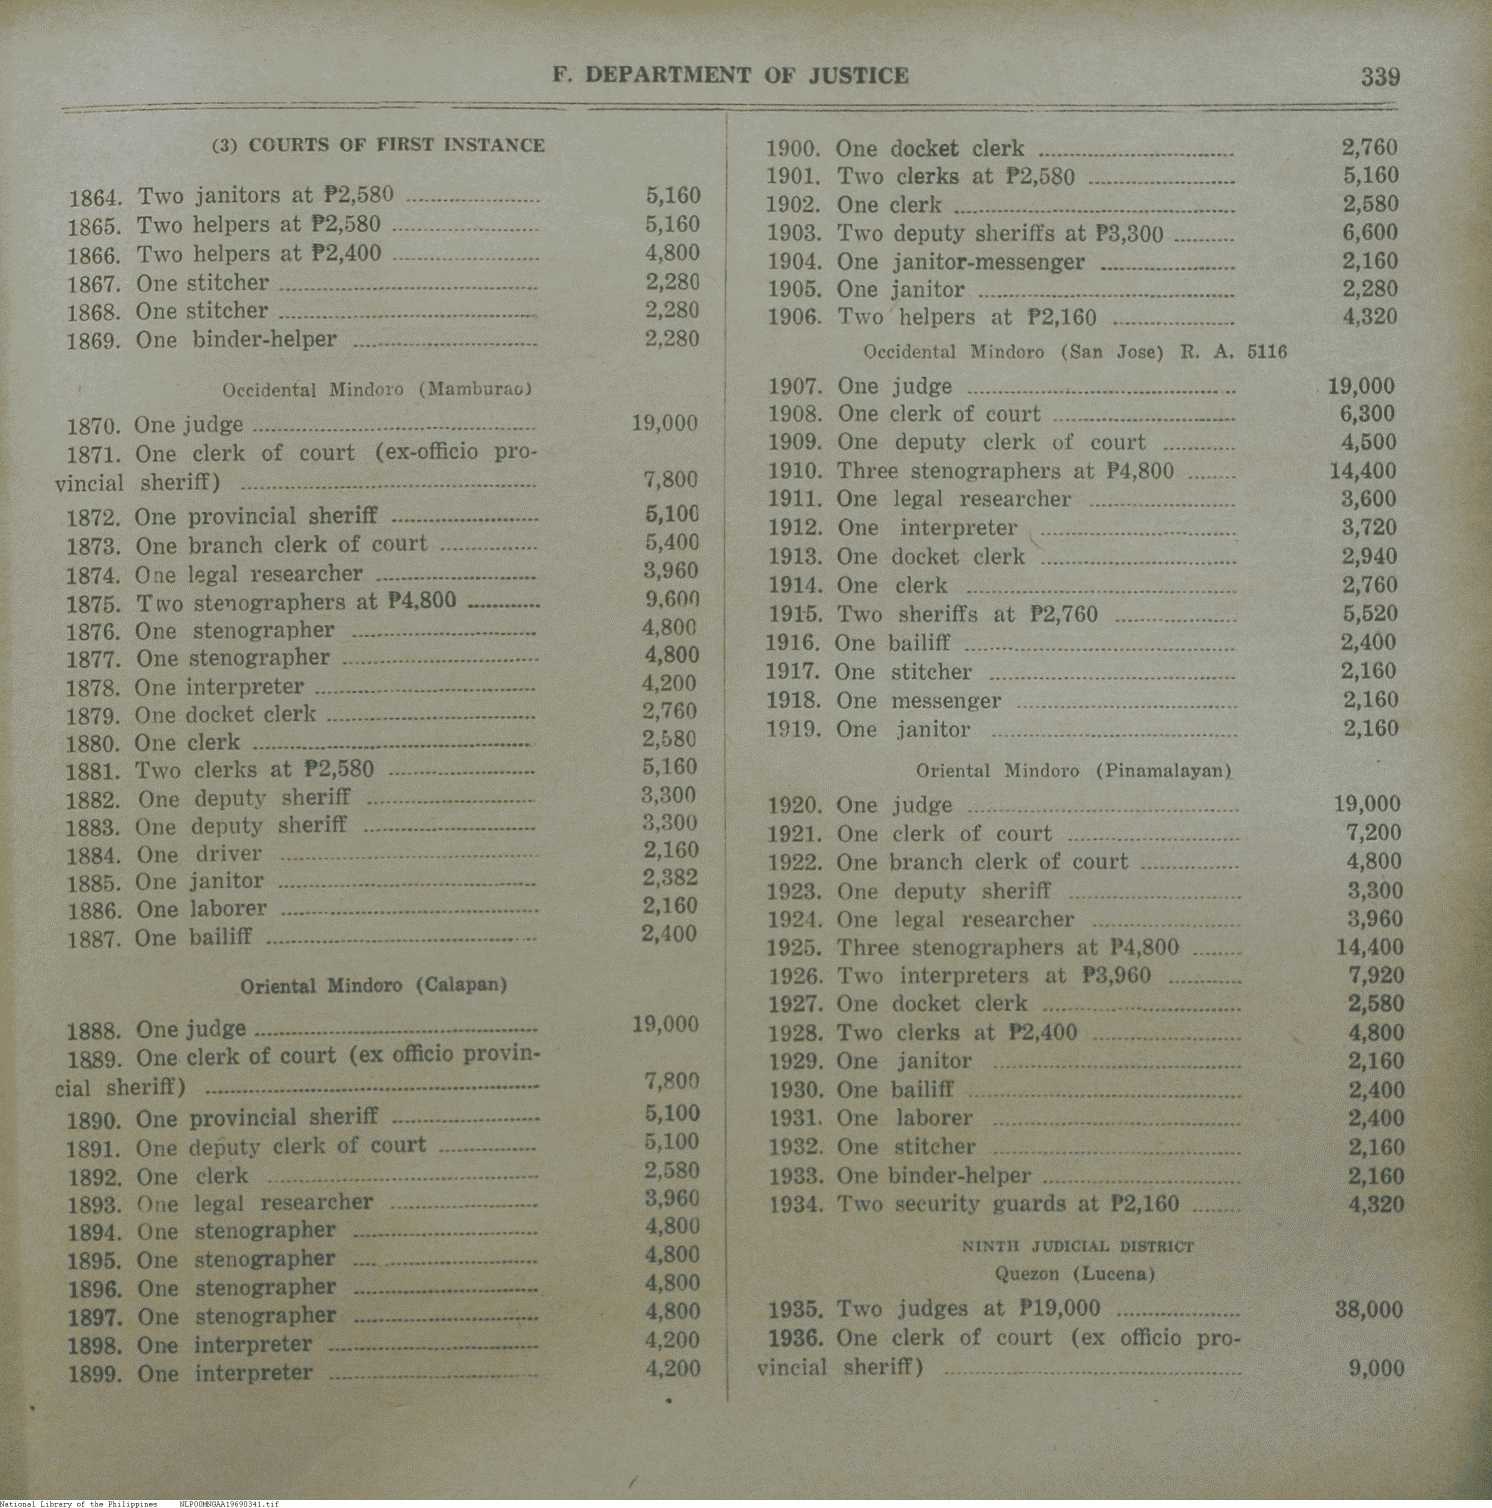 F. DEPARTMENT OF JUSTICE 339
(3) COURTS OF FIRST INSTANCE
1864. Two janitors at ₱2,580 ........ 5,160
1865. Two helpers at ₱2,580 ........ 5,160
1866. Two helpers at ₱2,400 ........ 4,800
1867. One stitcher ........ 2,280
1868. One stitcher ........ 2,280
1869. One binder-helper ........ 2,280
Occidental Mindoro (Mamburao)
1870. One judge ........ 19,000
1871. One clerk of court (ex-officio pro-
vincial sheriff) ........ 7,800
1872. One provincial sheriff ........ 5,100
1873. One branch clerk of court ........ 5,400
1874. One legal researcher ........ 3,960
1875. Two stenographers at ₱4,800 ........ 9,600
1876. One stenographer ........ 4,800
1877. One stenographer ........ 4,800
1878. One interpreter ........ 4,200
1879. One docket clerk ........ 2,760
1880. One clerk ........ 2,580
1881. Two clerks at ₱2,580 ........ 5,160
1882. One deputy sheriff ........ 3,300
1883. One deputy sheriff ........ 3,300
1884. One driver ........ 2,160
1885. One janitor ........ 2,382
1886. One laborer ........ 2,160
1887. One bailiff ........ 2,400
Oriental Mindoro (Calapan)
1888. One judge ........ 19,000
1889. One clerk of court (ex officio provin-
cial sheriff) ........ 7,800
1890. One provincial sheriff ........ 5,100
1891. One deputy clerk of court ........ 5,100
1892. One clerk ........ 2,580
1893. One legal researcher ........ 3,960
1894. One stenographer ........ 4,800
1895. One stenographer ........ 4,800
1896. One stenographer ........ 4,800
1897. One stenographer ........ 4,800
1898. One interpreter ........ 4,200
1899. One interpreter ........ 4,200
1900. One docket clerk ........ 2,760
1901. Two clerks at ₱2,580 ........ 5,160
1902. One clerk ........ 2,580
1903. Two deputy sheriffs at ₱3,300 ........ 6,600
1904. One janitor-messenger ........ 2,160
1905. One janitor ........ 2,280
1906. Two helpers at ₱2,160 ........ 4,320
Occidental Mindoro (San Jose) R. A. 5116
1907. One judge ........ 19,000
1908. One clerk of court ........ 6,300
1909. One deputy clerk of court ........ 4,500
1910. Three stenographers at ₱4,800 ........ 14,400
1911. One legal researcher ........ 3,600
1912. One interpreter ........ 3,720
1913. One docket clerk ........ 2,940
1914. One clerk ........ 2,760
1915. Two sheriffs at ₱2,760 ........ 5,520
1916. One bailiff ........ 2,400
1917. One stitcher ........ 2,160
1918. One messenger ........ 2,160
1919. One janitor ........ 2,160
Oriental Mindoro (Pinamalayan)
1920. One judge ........ 19,000
1921. One clerk of court ........ 7,200
1922. One branch clerk of court ........ 4,800
1923. One deputy sheriff ........ 3,300
1924. One legal researcher ........ 3,960
1925. Three stenographers at ₱4,800 ........ 14,400
1926. Two interpreters at ₱3,960 ........ 7,920
1927. One docket clerk ........ 2,580
1928. Two clerks at ₱2,400 ........ 4,800
1929. One janitor ........ 2,160
1930. One bailiff ........ 2,400
1931. One laborer ........ 2,400
1932. One stitcher ........ 2,160
1933. One binder-helper ........ 2,160
1934. Two security guards at ₱2,160 ........ 4,320
NINTH JUDICIAL DISTRICT
Quezon (Lucena)
1935. Two judges at ₱19,000 ........ 38,000
1936. One clerk of court (ex officio pro-
vincial sheriff) ........ 9,000
National Library of the Philippines NLPOOMNGAA19690341.tif